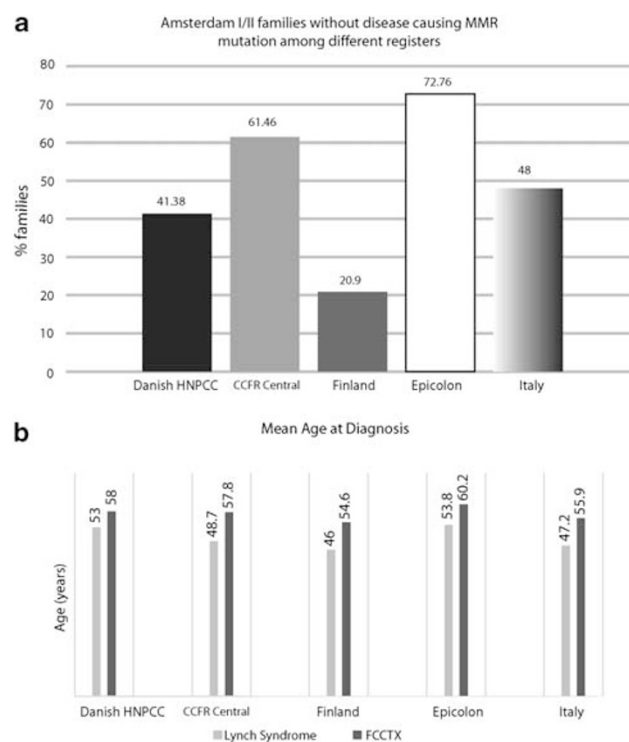 a
Amsterdam I/II families without disease causing MMR
mutation among different registers
% families
80
70
60
50
40
30
20
10
0
41.38
61.46
20.9
72.76
48
Danish HNPCC
CCFR Central
Finland
Epicolon
Italy
b
Mean Age at Diagnosis
Age (years)
53
58
48.7
57.8
46
54.6
53.8
60.2
47.2
55.9
Danish HNPCC
CCFR Central
Finland
Epicolon
Italy
Lynch Syndrome
FCCTX